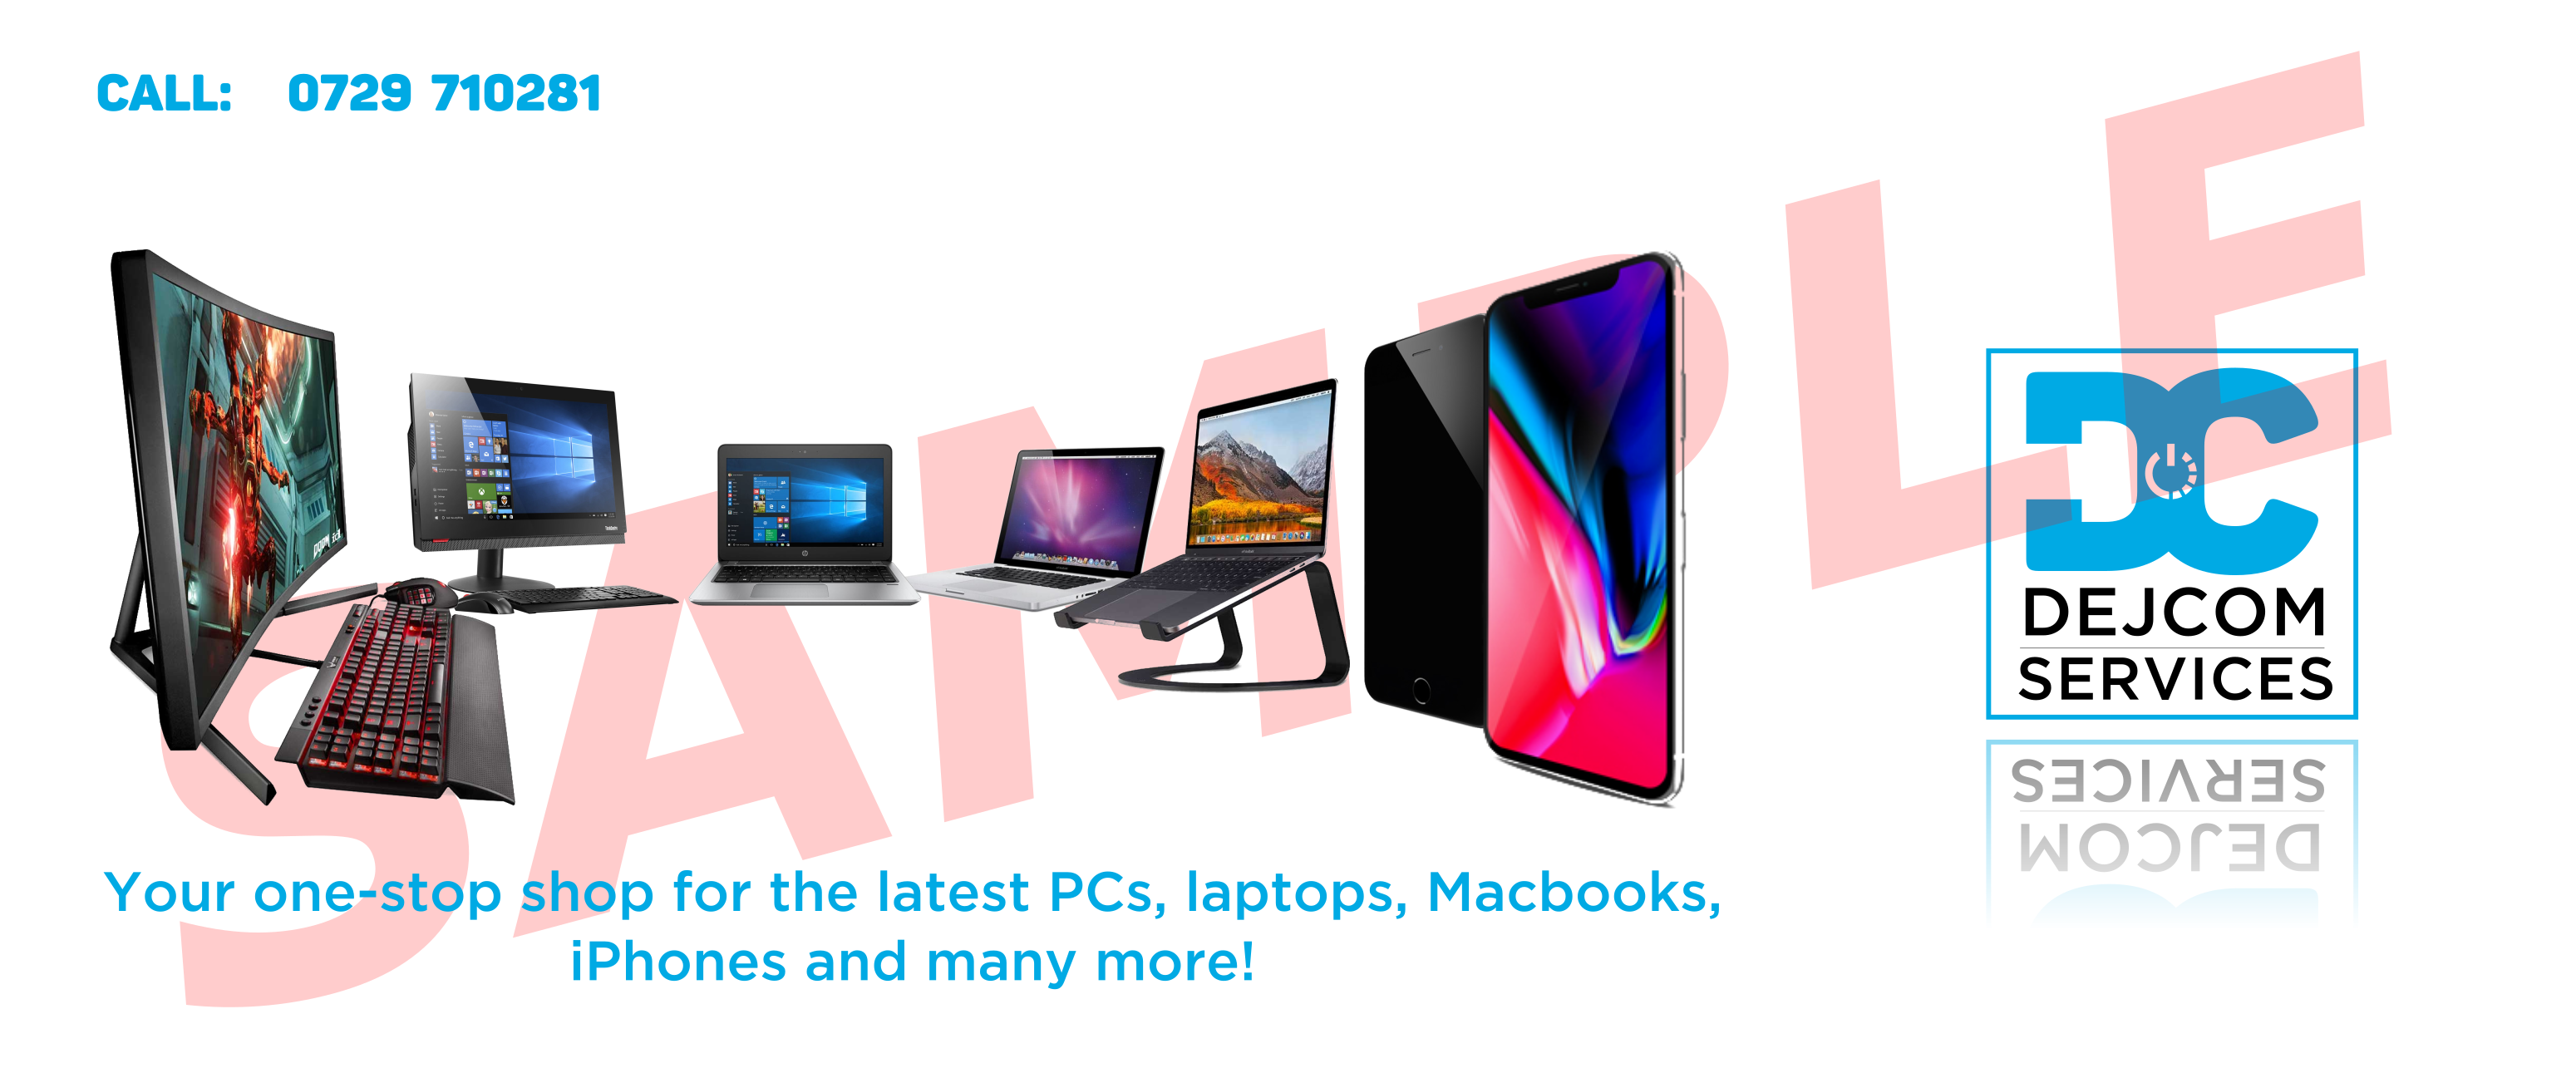 CALL: 0729 710281
SAMPLE
DC
DEJCOM
SERVICES
SERVICES
DEJCOM
Your one-stop shop for the latest PCs, laptops, Macbooks,
iPhones and many more!